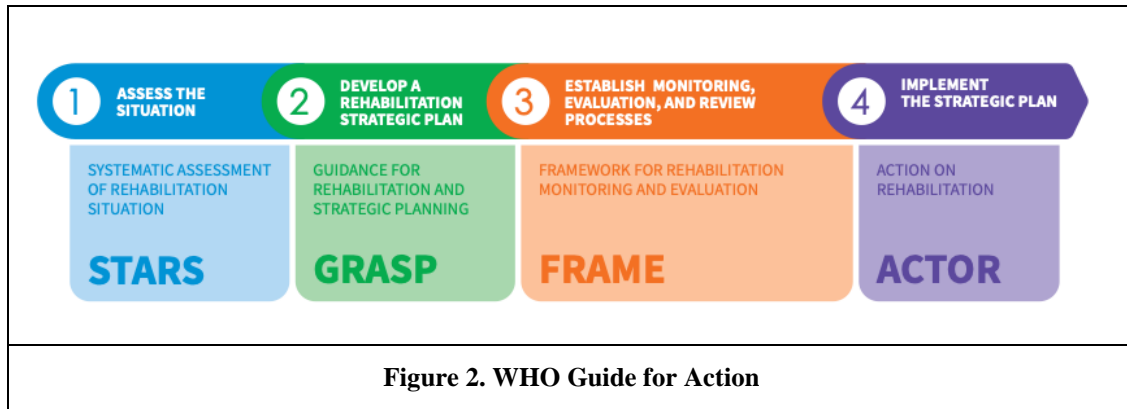 1 ASSESS THE
SITUATION
2 DEVELOP A
REHABILITATION
STRATEGIC PLAN
3 ESTABLISH MONITORING,
EVALUATION, AND REVIEW
PROCESSES
4 IMPLEMENT
THE STRATEGIC PLAN
SYSTEMATIC ASSESSMENT
OF REHABILITATION
SITUATION
STARS
GUIDANCE FOR
REHABILITATION AND
STRATEGIC PLANNING
GRASP
FRAMEWORK FOR REHABILITATION
MONITORING AND EVALUATION
FRAME
ACTION ON
REHABILITATION
ACTOR
Figure 2. WHO Guide for Action